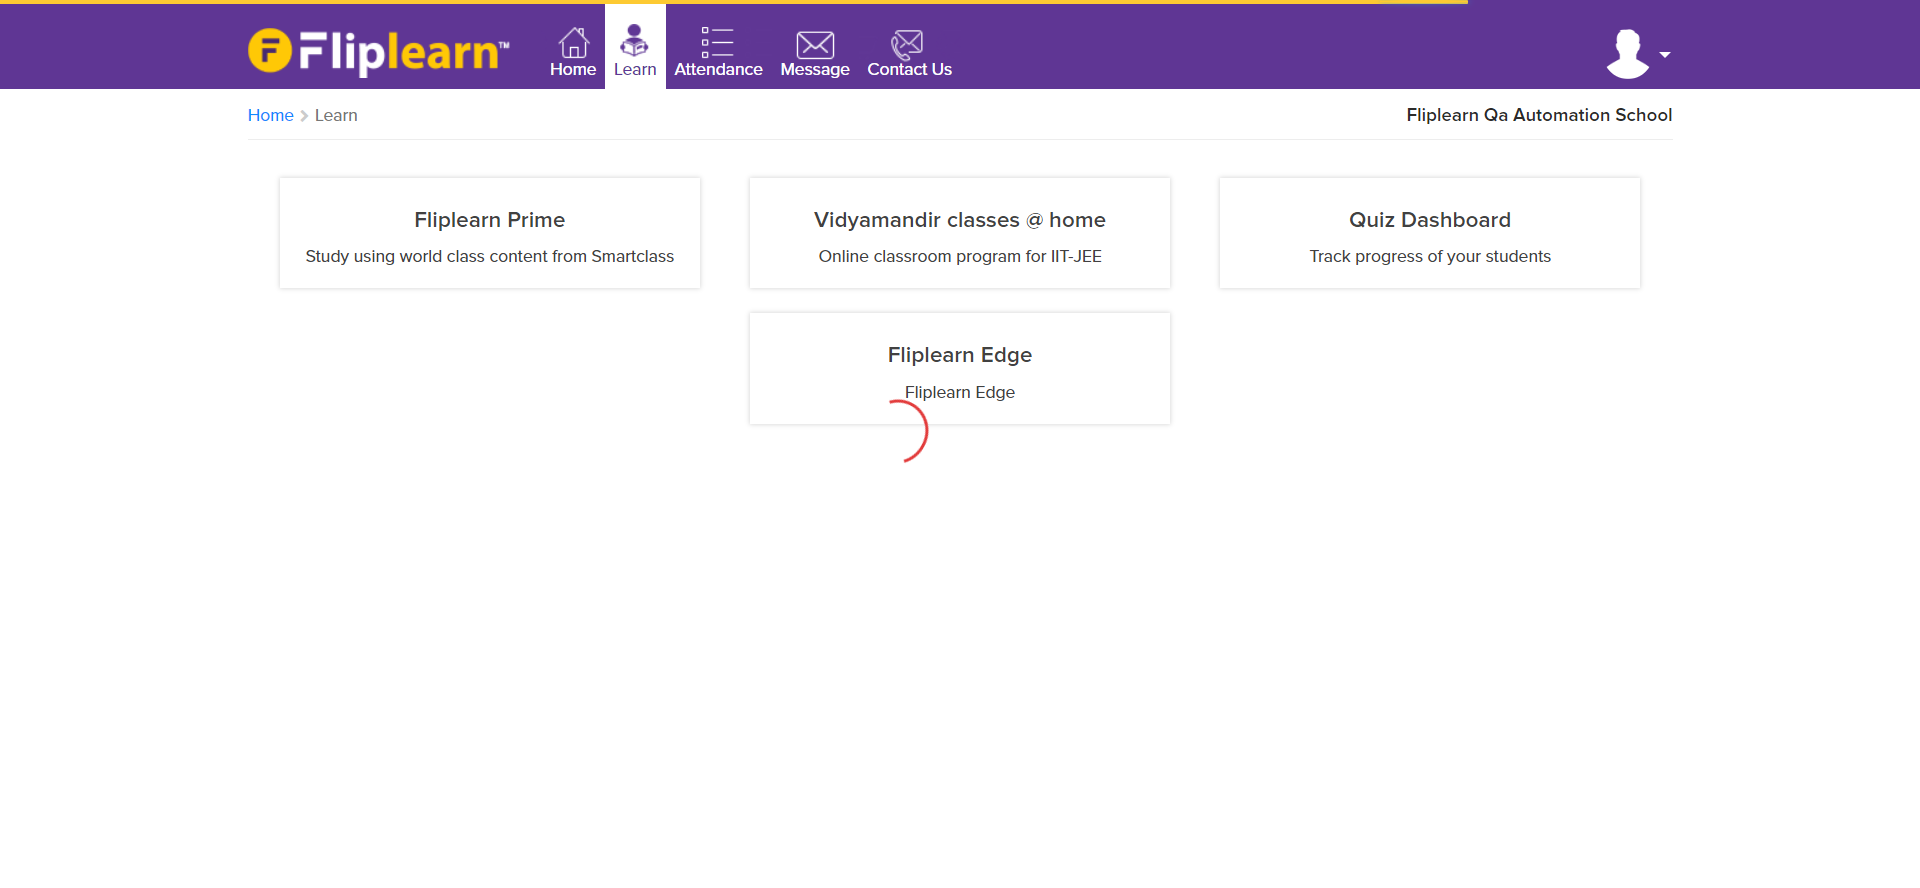 Fliplearn™
Home
Learn
Attendance
Message
Contact Us
Home > Learn
Fliplearn Qa Automation School
Fliplearn Prime
Study using world class content from Smartclass
Vidyamandir classes @ home
Online classroom program for IIT-JEE
Quiz Dashboard
Track progress of your students
Fliplearn Edge
Fliplearn Edge